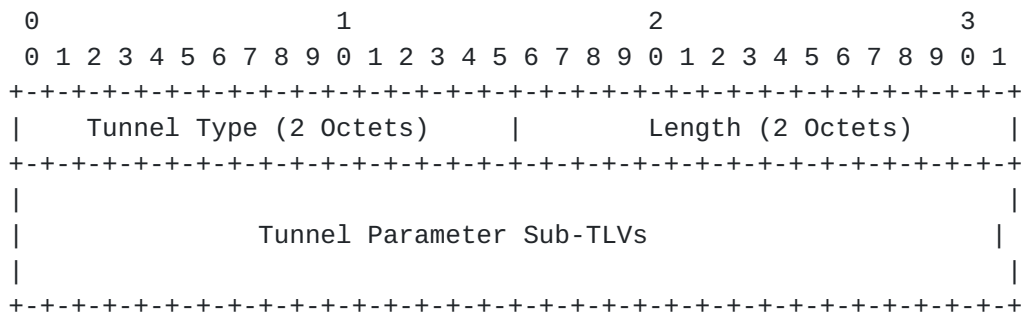 0                   1                   2                   3
 0 1 2 3 4 5 6 7 8 9 0 1 2 3 4 5 6 7 8 9 0 1 2 3 4 5 6 7 8 9 0 1
+-+-+-+-+-+-+-+-+-+-+-+-+-+-+-+-+-+-+-+-+-+-+-+-+-+-+-+-+-+-+-+-+
|    Tunnel Type (2 Octets)     |        Length (2 Octets)      |
+-+-+-+-+-+-+-+-+-+-+-+-+-+-+-+-+-+-+-+-+-+-+-+-+-+-+-+-+-+-+-+-+
|                                                               |
|               Tunnel Parameter Sub-TLVs                      |
|                                                               |
+-+-+-+-+-+-+-+-+-+-+-+-+-+-+-+-+-+-+-+-+-+-+-+-+-+-+-+-+-+-+-+-+